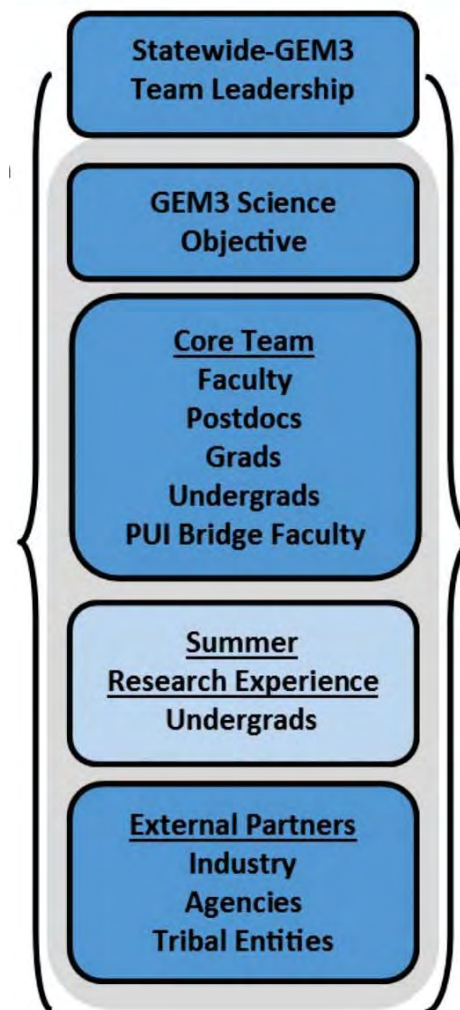 Statewide-GEM3
Team Leadership
GEM3 Science
Objective
Core Team
Faculty
Postdocs
Grads
Undergrads
PUI Bridge Faculty
Summer
Research Experience
Undergrads
External Partners
Industry
Agencies
Tribal Entities